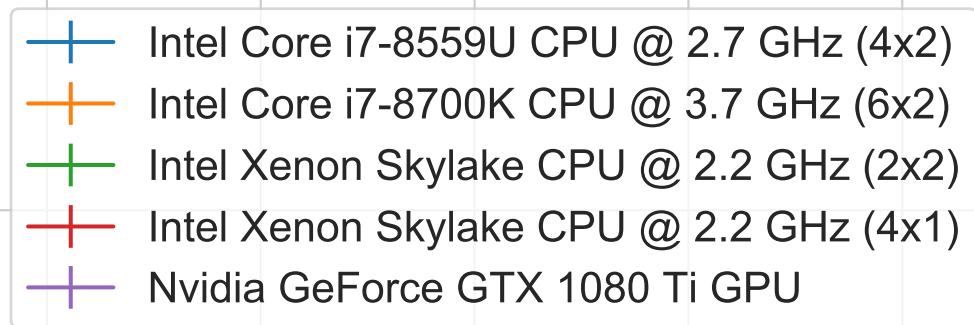 Intel Core i7-8559U CPU @ 2.7 GHz (4x2)
Intel Core i7-8700K CPU @ 3.7 GHz (6x2)
Intel Xenon Skylake CPU @ 2.2 GHz (2x2)
Intel Xenon Skylake CPU @ 2.2 GHz (4x1)
Nvidia GeForce GTX 1080 Ti GPU